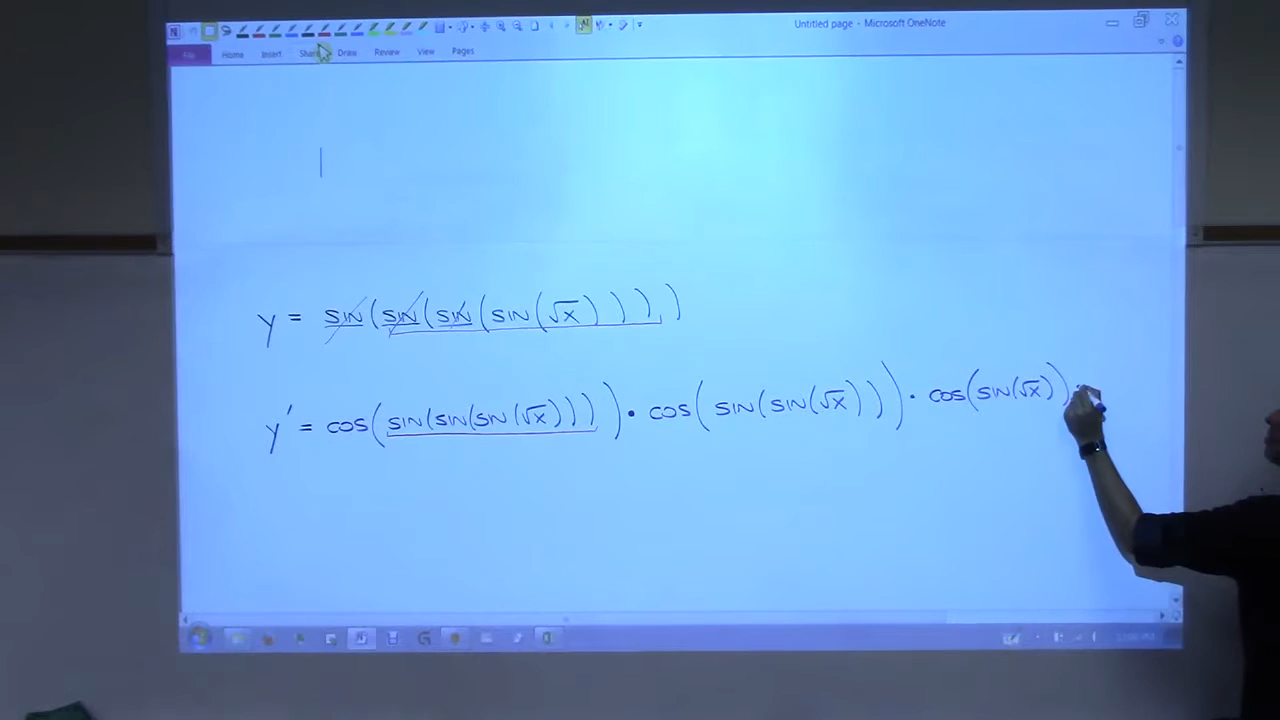 Untitled page - Microsoft OneNote
File Home Insert Share Draw Review View Pages
y = sin(sin(sin(sin(√x))))
y' = cos(sin(sin(sin(√x)))) • cos(sin(sin(√x))) • cos(sin(√x))